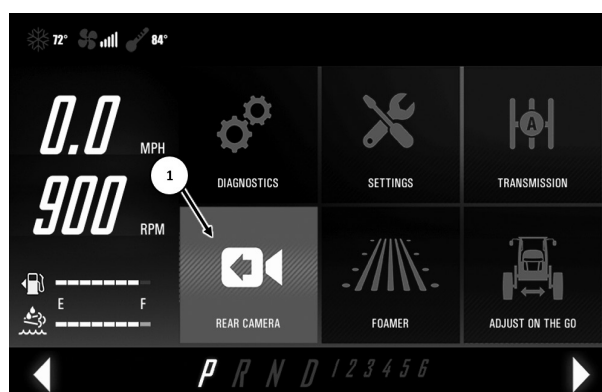 72° 84°
0.0 MPH
900 RPM
E F
1
DIAGNOSTICS SETTINGS TRANSMISSION
A
REAR CAMERA FOAMER ADJUST ON THE GO
P R N D 1 2 3 4 5 6